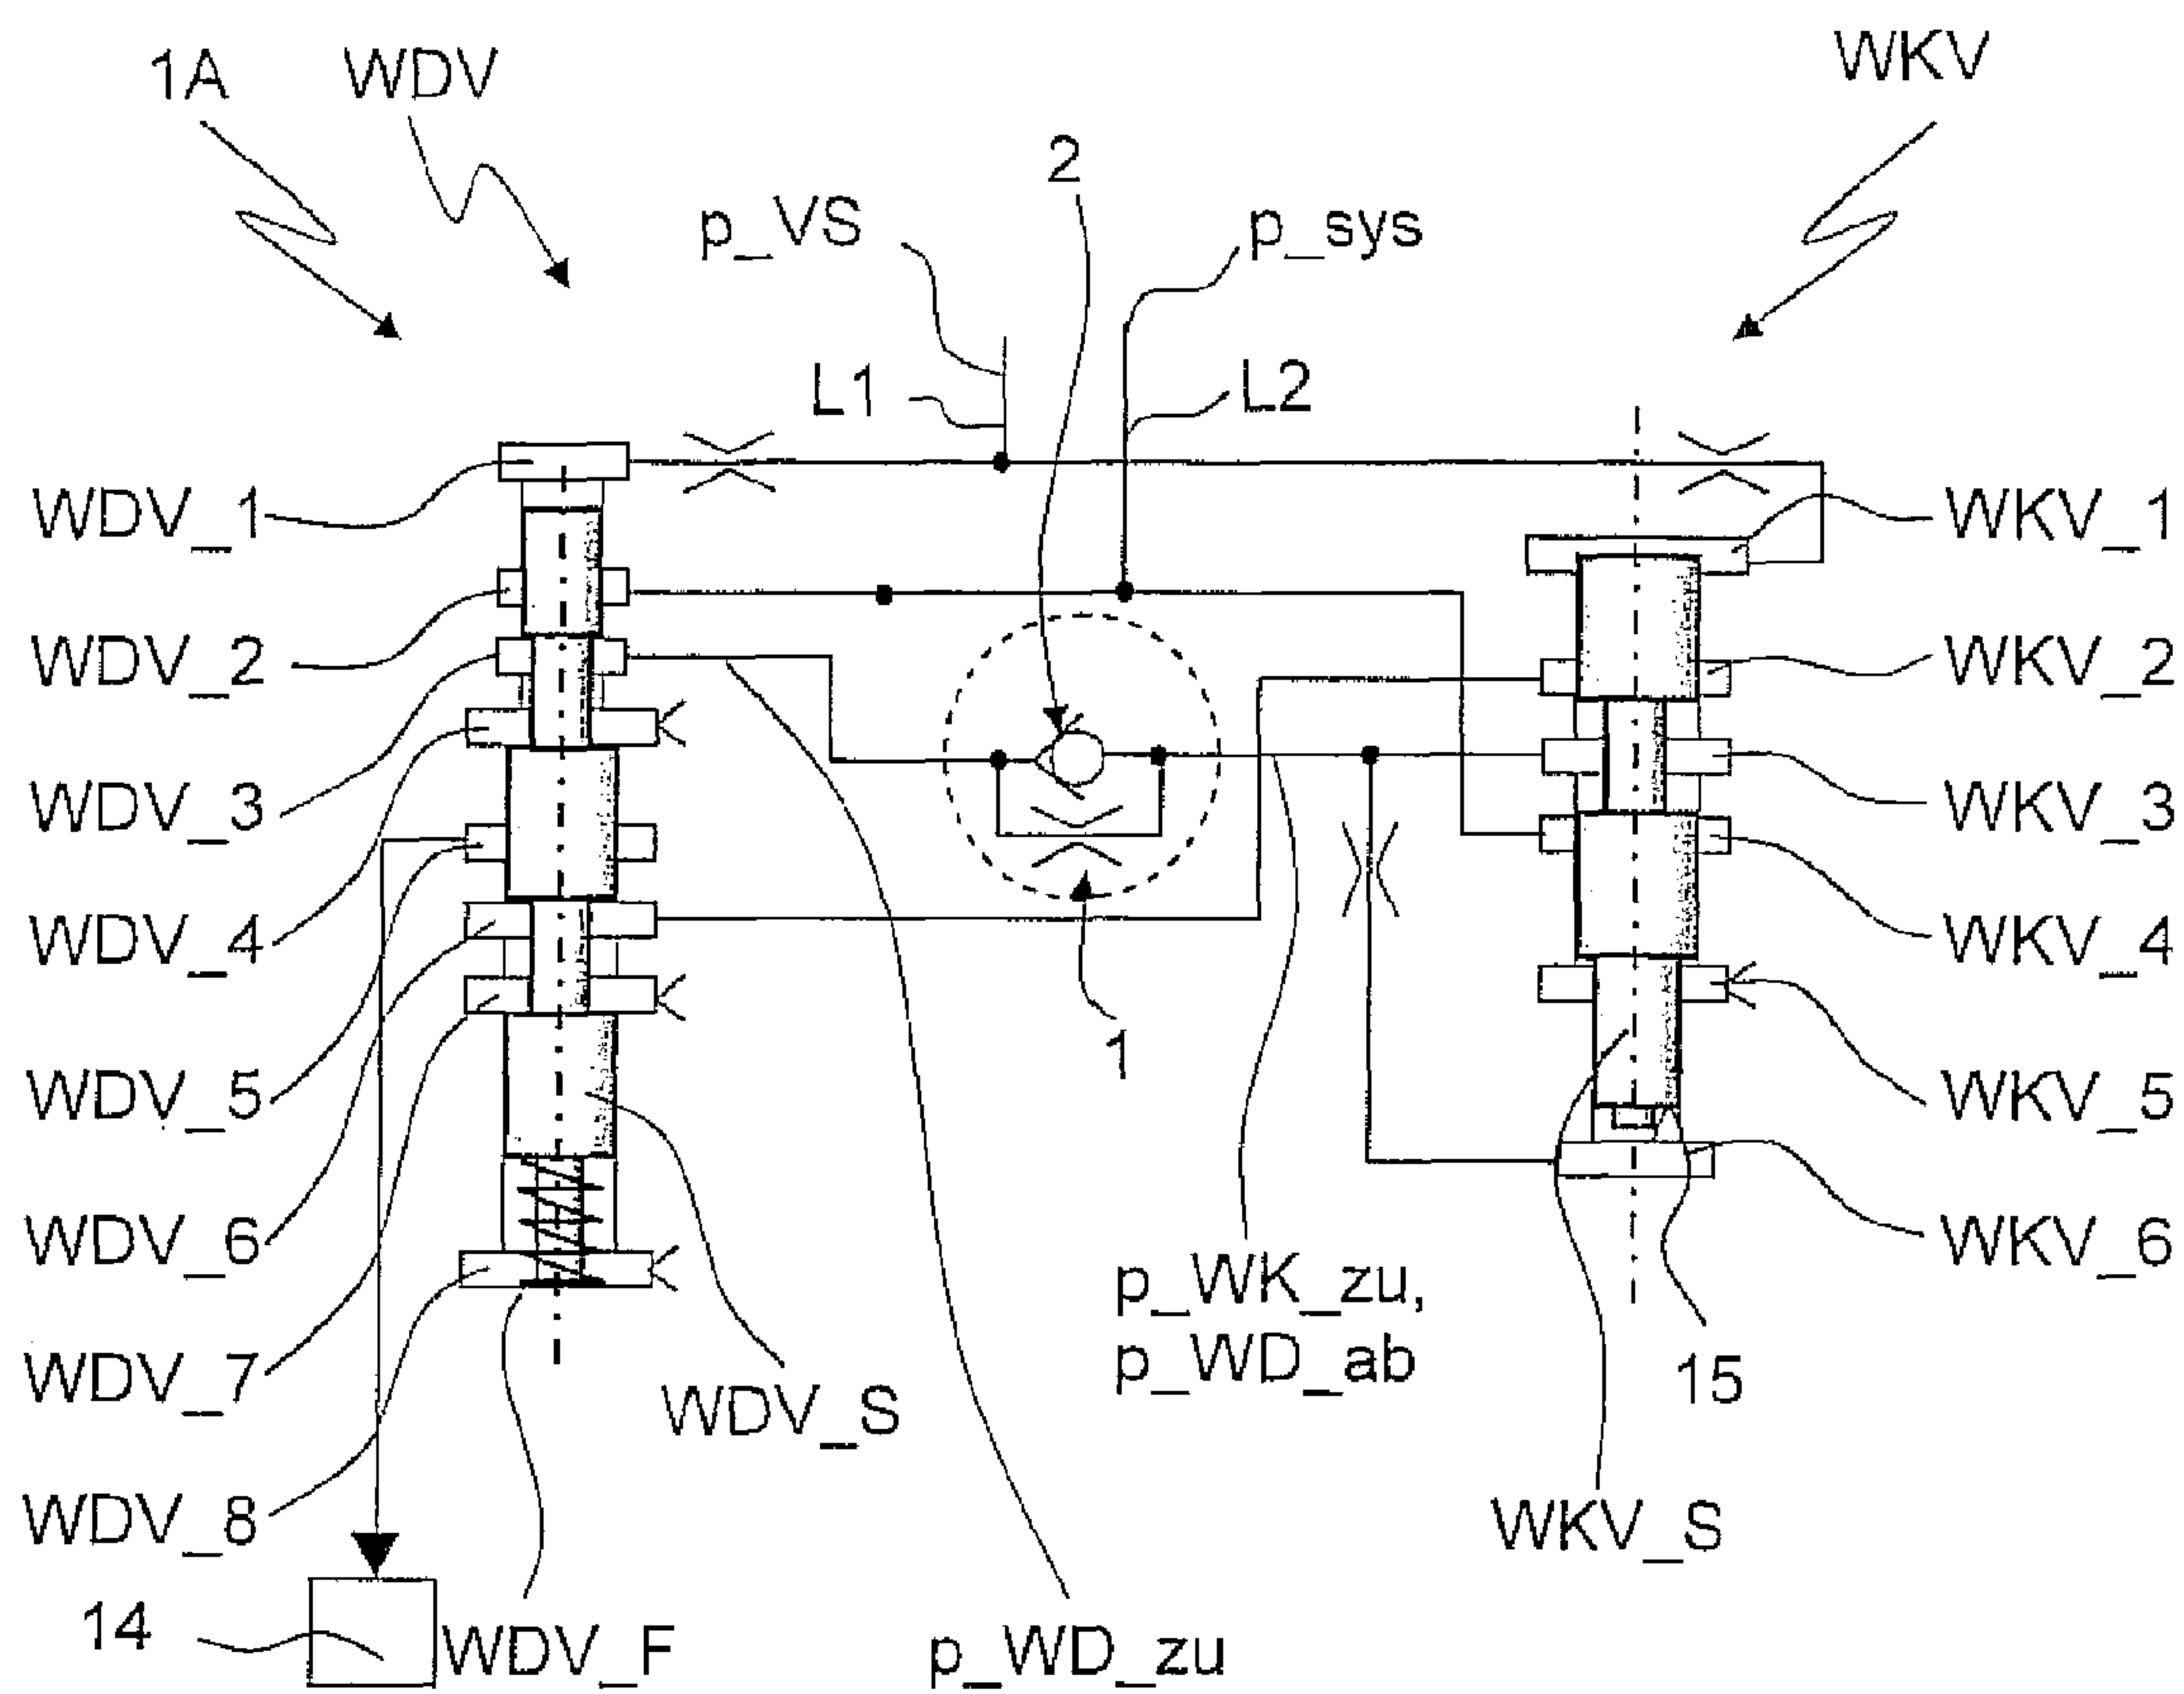 1A
WDV
WKV
2
p_VS
p_sys
L1
L2
WDV_1
WKV_1
WDV_2
WKV_2
WDV_3
WKV_3
WDV_4
WKV_4
1
WDV_5
WKV_5
WDV_6
WKV_6
p_WK_zu,
p_WD_ab
WDV_7
15
WDV_S
WDV_8
WKV_S
14
WDV_F
p_WD_zu